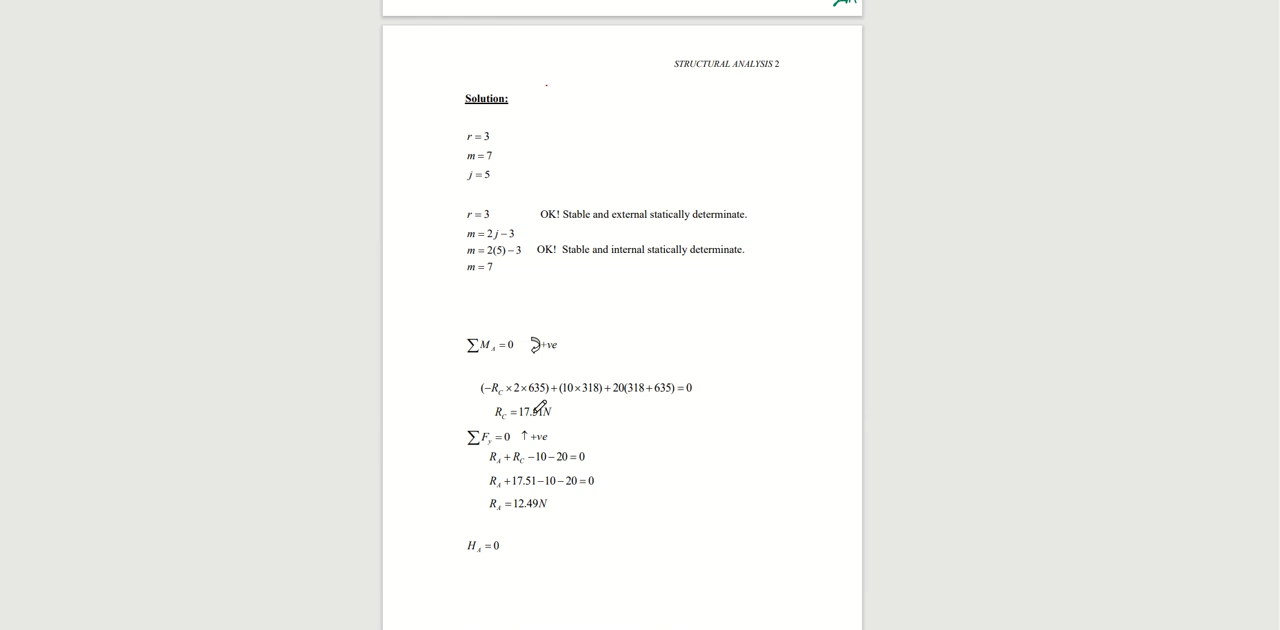 STRUCTURAL ANALYSIS 2
Solution:
r = 3
m = 7
j = 5
r = 3 OK! Stable and external statically determinate.
m = 2j − 3
m = 2(5) − 3 OK! Stable and internal statically determinate.
m = 7
∑M_A = 0 +ve
(−R_C × 2 × 635) + (10 × 318) + 20(318 + 635) = 0
R_C = 17.51N
∑F_y = 0 ↑ +ve
R_A + R_C − 10 − 20 = 0
R_A + 17.51 − 10 − 20 = 0
R_A = 12.49N
H_A = 0